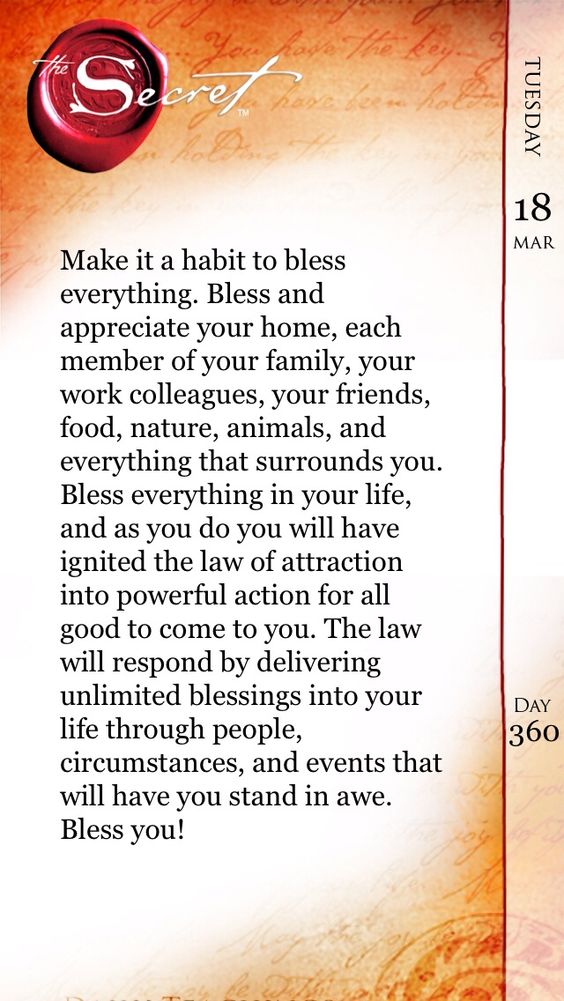 the Secret™
TUESDAY
18
MAR
Make it a habit to bless
everything. Bless and
appreciate your home, each
member of your family, your
work colleagues, your friends,
food, nature, animals, and
everything that surrounds you.
Bless everything in your life,
and as you do you will have
ignited the law of attraction
into powerful action for all
good to come to you. The law
will respond by delivering
unlimited blessings into your
life through people,
circumstances, and events that
will have you stand in awe.
Bless you!
DAY
360